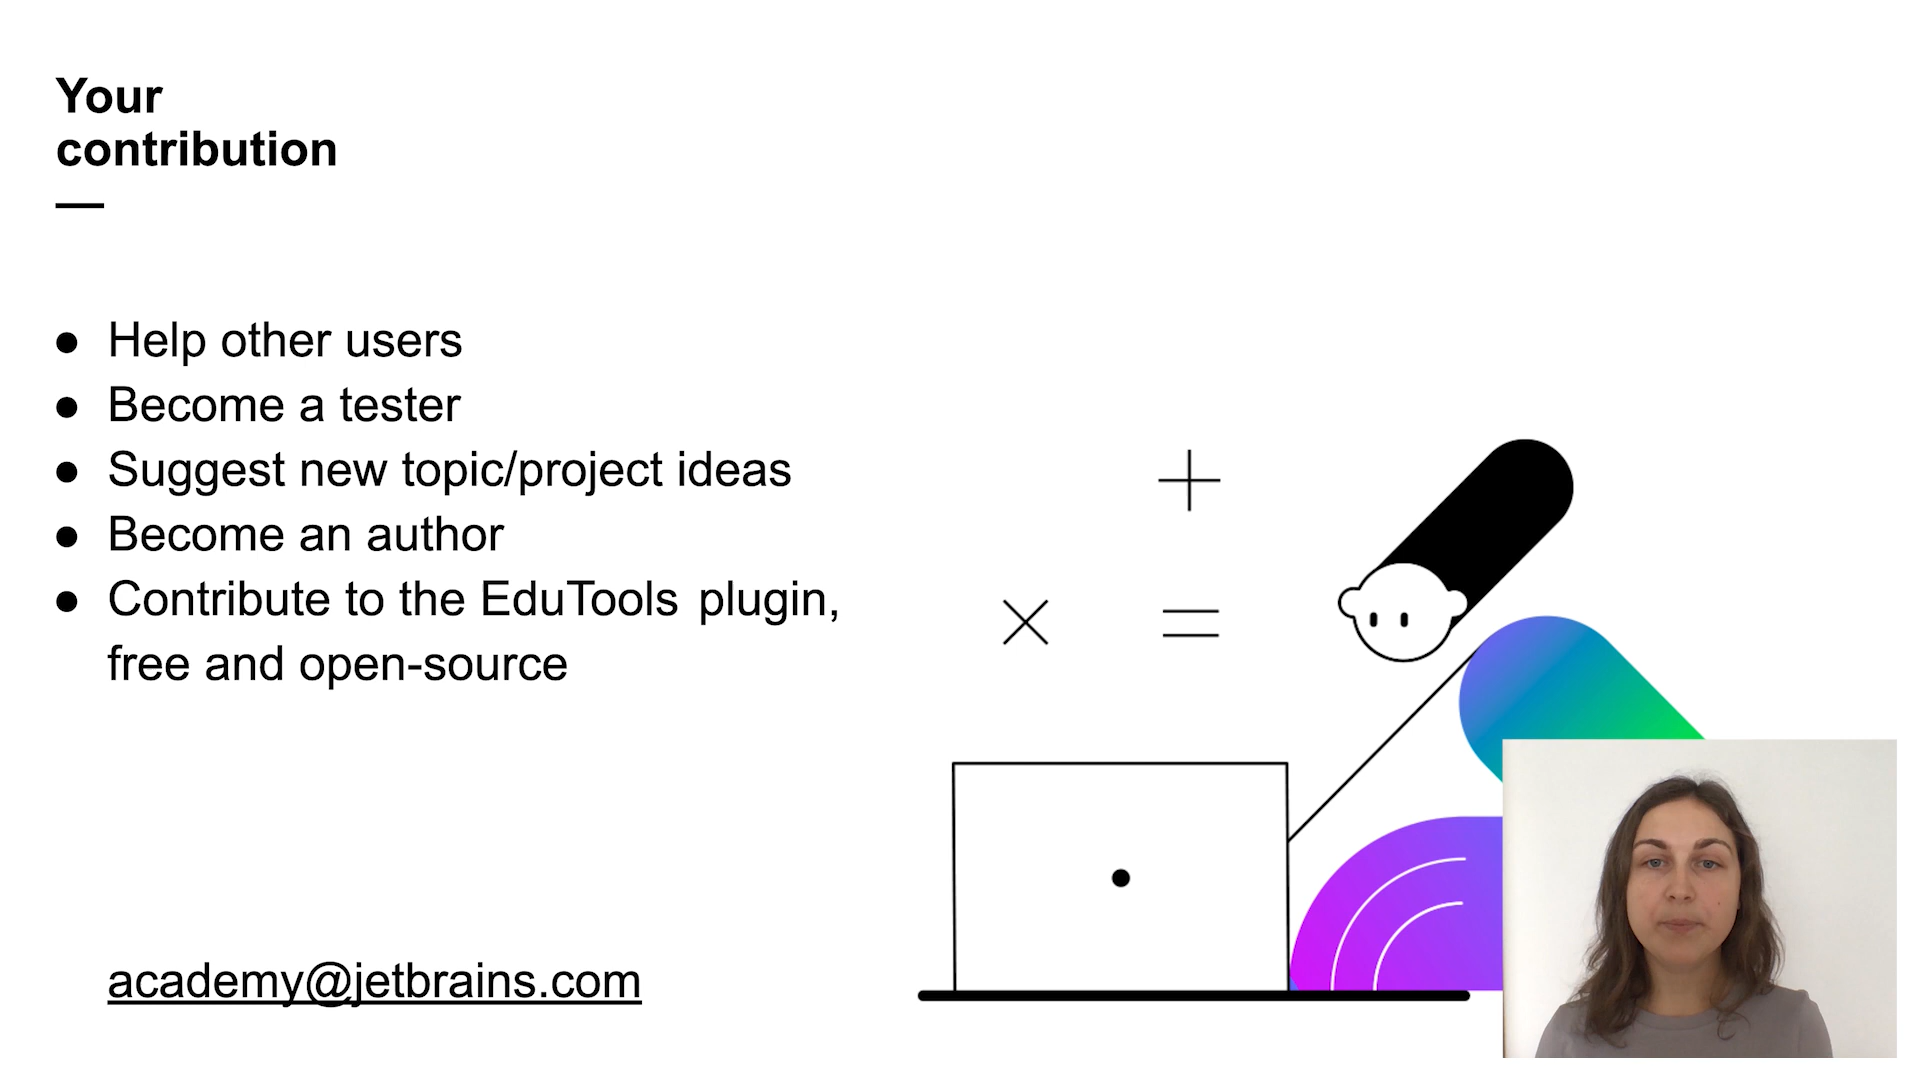 Your
contribution
● Help other users
● Become a tester
● Suggest new topic/project ideas
● Become an author
● Contribute to the EduTools plugin,
free and open-source
academy@jetbrains.com